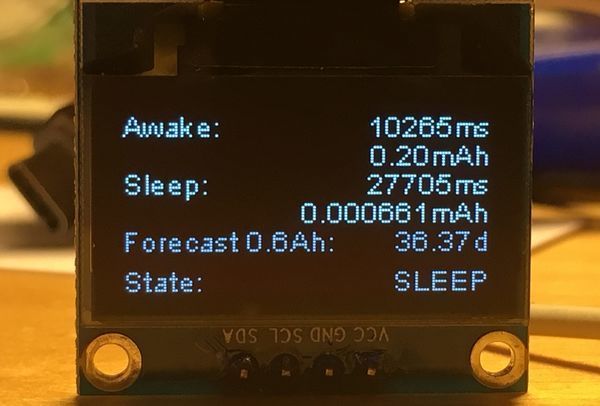 Awake: 10265ms
0.20mAh
Sleep: 27705ms
0.000661mAh
Forecast 0.6Ah: 36.37d
State: SLEEP
VCC GND SCL SDA